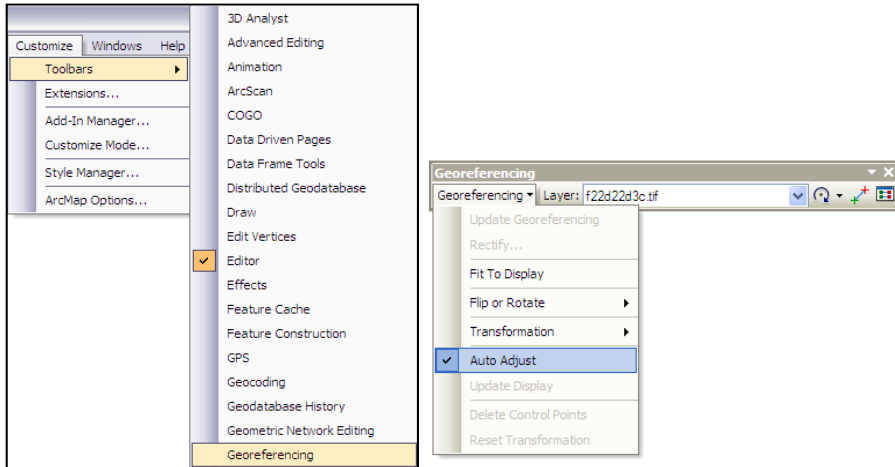 Customize Windows Help
Toolbars
Extensions...
Add-In Manager...
Customize Mode...
Style Manager...
ArcMap Options...
3D Analyst
Advanced Editing
Animation
ArcScan
COGO
Data Driven Pages
Data Frame Tools
Distributed Geodatabase
Draw
Edit Vertices
Editor
Effects
Feature Cache
Feature Construction
GPS
Geocoding
Geodatabase History
Geometric Network Editing
Georeferencing
Georeferencing
Georeferencing Layer: f22d22d3c.tif
Update Georeferencing
Rectify...
Fit To Display
Flip or Rotate
Transformation
Auto Adjust
Update Display
Delete Control Points
Reset Transformation